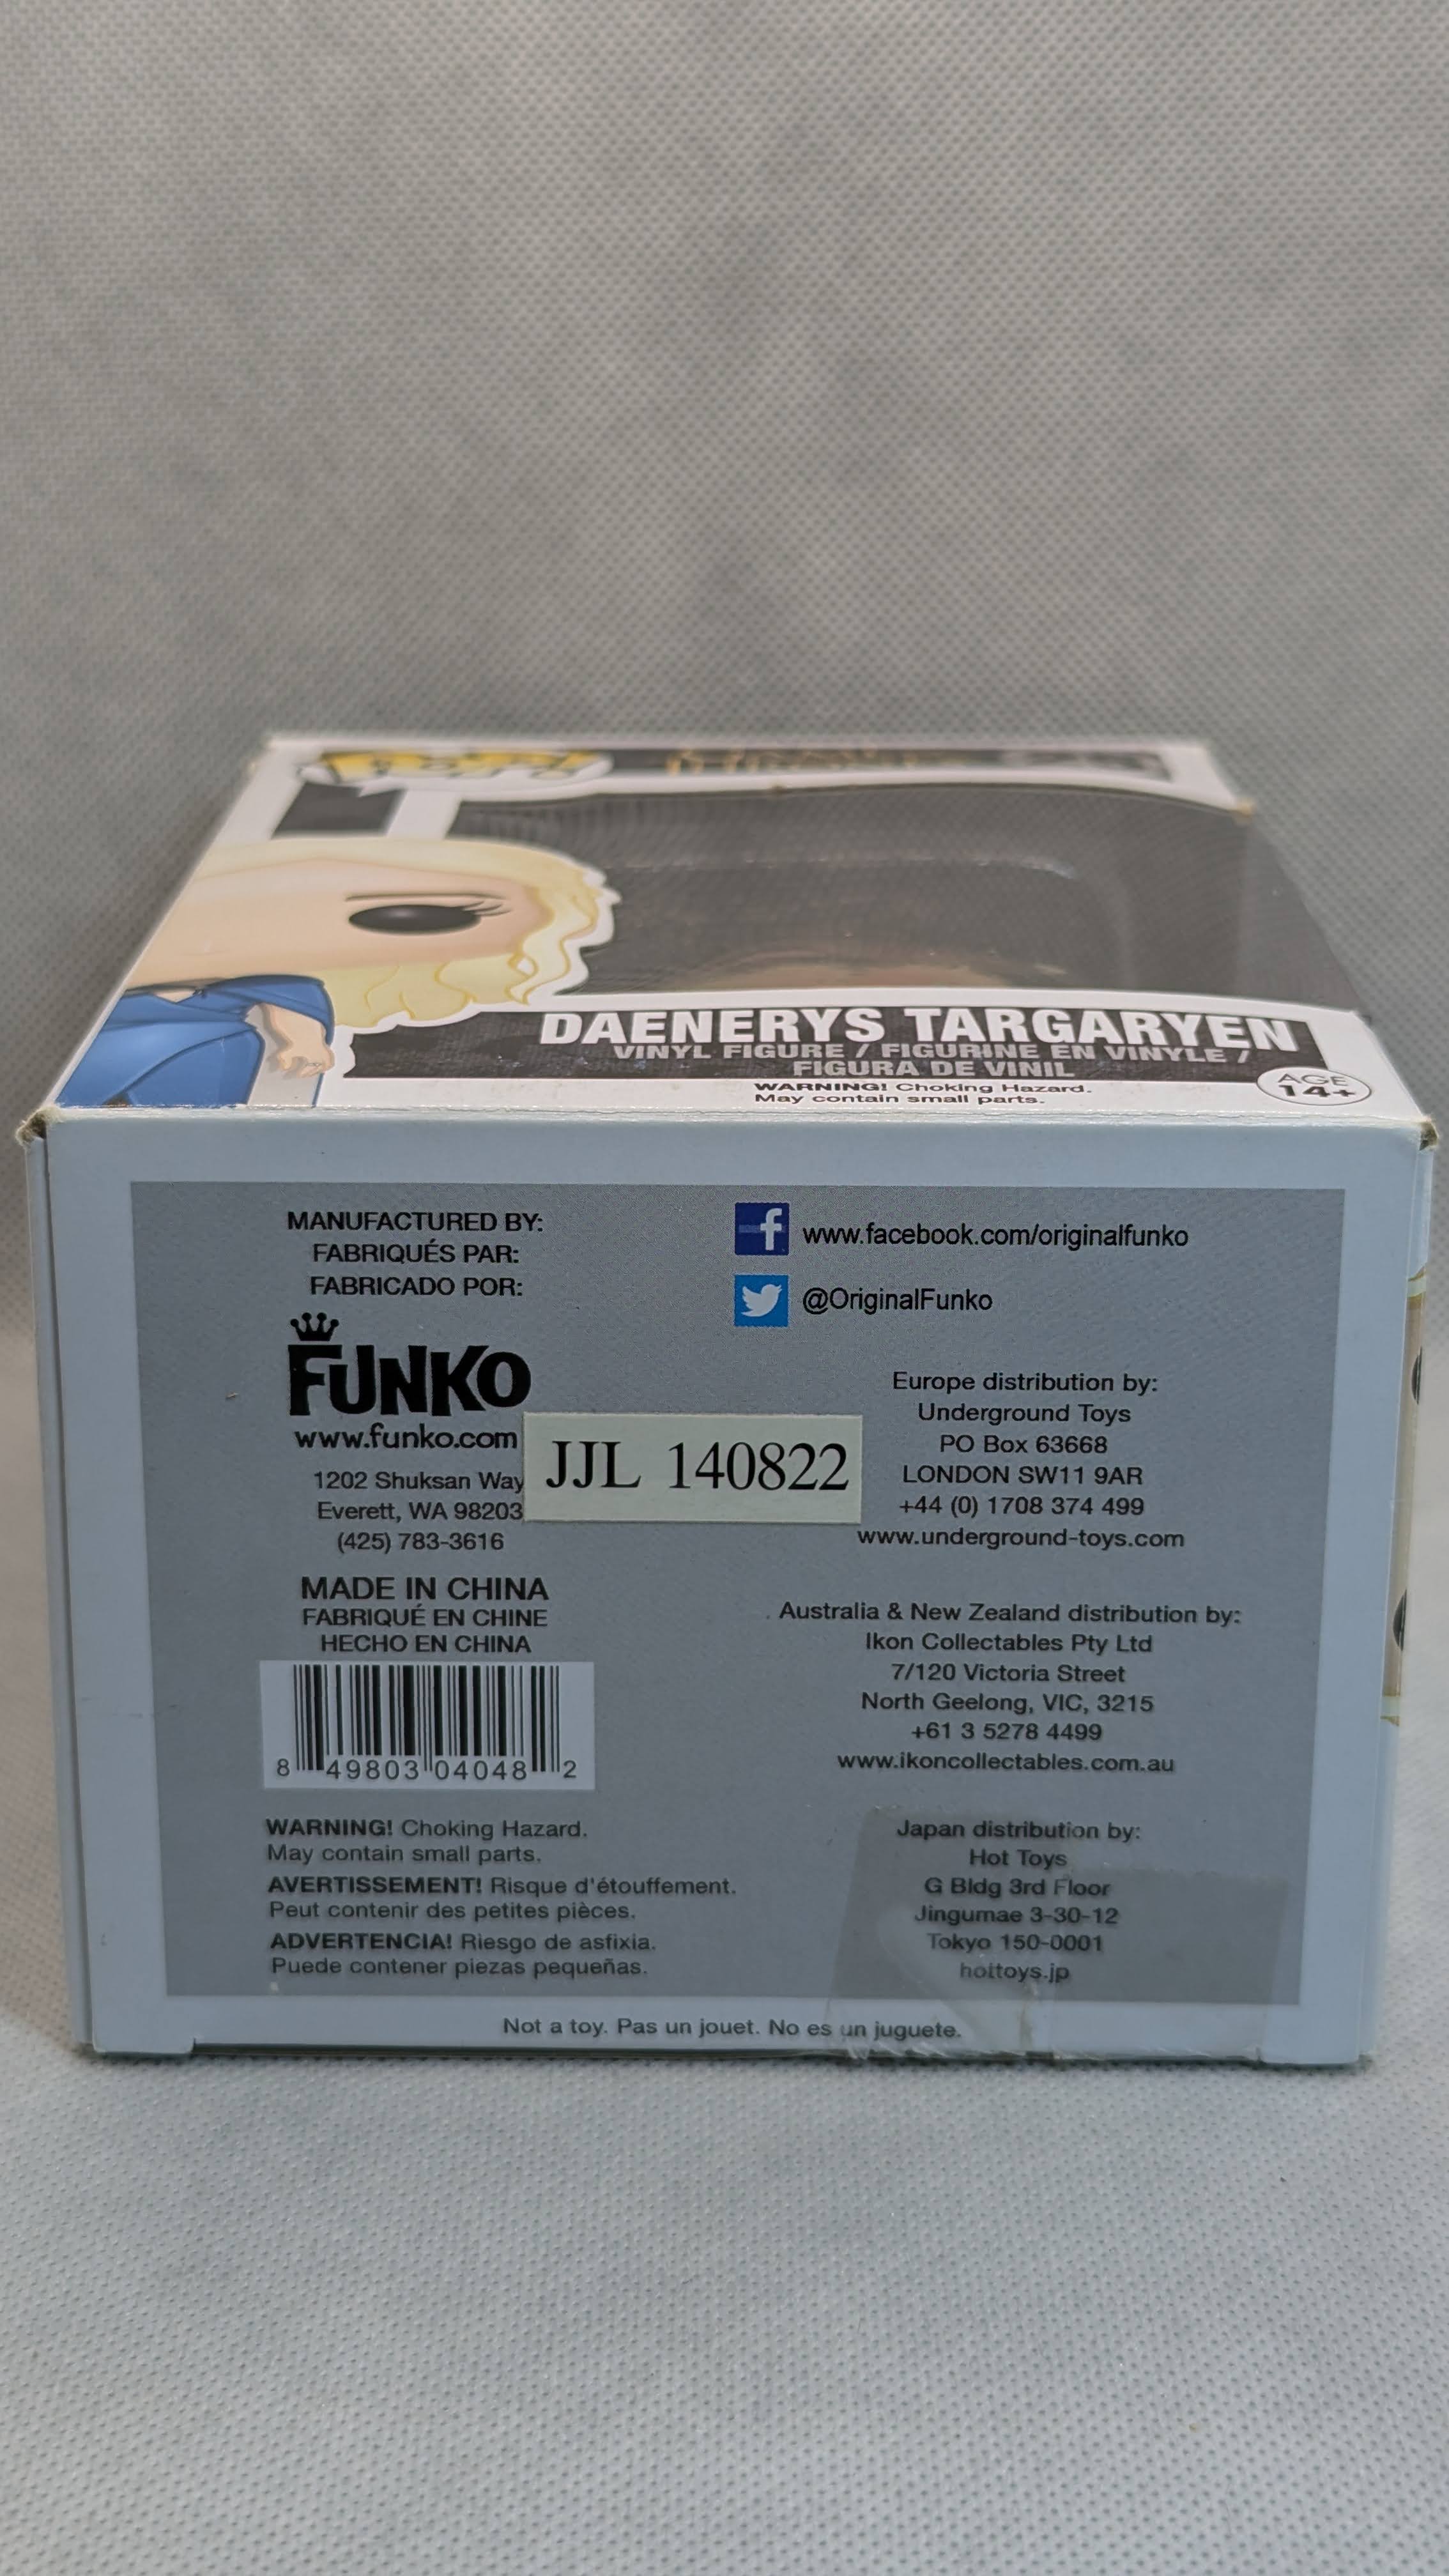 POP!
DAENERYS TARGARYEN
VINYL FIGURE / FIGURINE EN VINYLE /
FIGURA DE VINIL
WARNING! Choking Hazard.
May contain small parts.
AGE
14+
MANUFACTURED BY:
FABRIQUÉS PAR:
FABRICADO POR:
FUNKO
www.funko.com
1202 Shuksan Way
Everett, WA 98203
(425) 783-3616
MADE IN CHINA
FABRIQUÉ EN CHINE
HECHO EN CHINA
8 49803 04048 2
WARNING! Choking Hazard.
May contain small parts.
AVERTISSEMENT! Risque d'étouffement.
Peut contenir des petites pièces.
ADVERTENCIA! Riesgo de asfixia.
Puede contener piezas pequeñas.
JJL 140822
f www.facebook.com/originalfunko
@OriginalFunko
Europe distribution by:
Underground Toys
PO Box 63668
LONDON SW11 9AR
+44 (0) 1708 374 499
www.underground-toys.com
Australia & New Zealand distribution by:
Ikon Collectables Pty Ltd
7/120 Victoria Street
North Geelong, VIC, 3215
+61 3 5278 4499
www.ikoncollectables.com.au
Japan distribution by:
Hot Toys
G Bldg 3rd Floor
Jingumae 3-30-12
Tokyo 150-0001
hottoys.jp
Not a toy. Pas un jouet. No es un juguete.